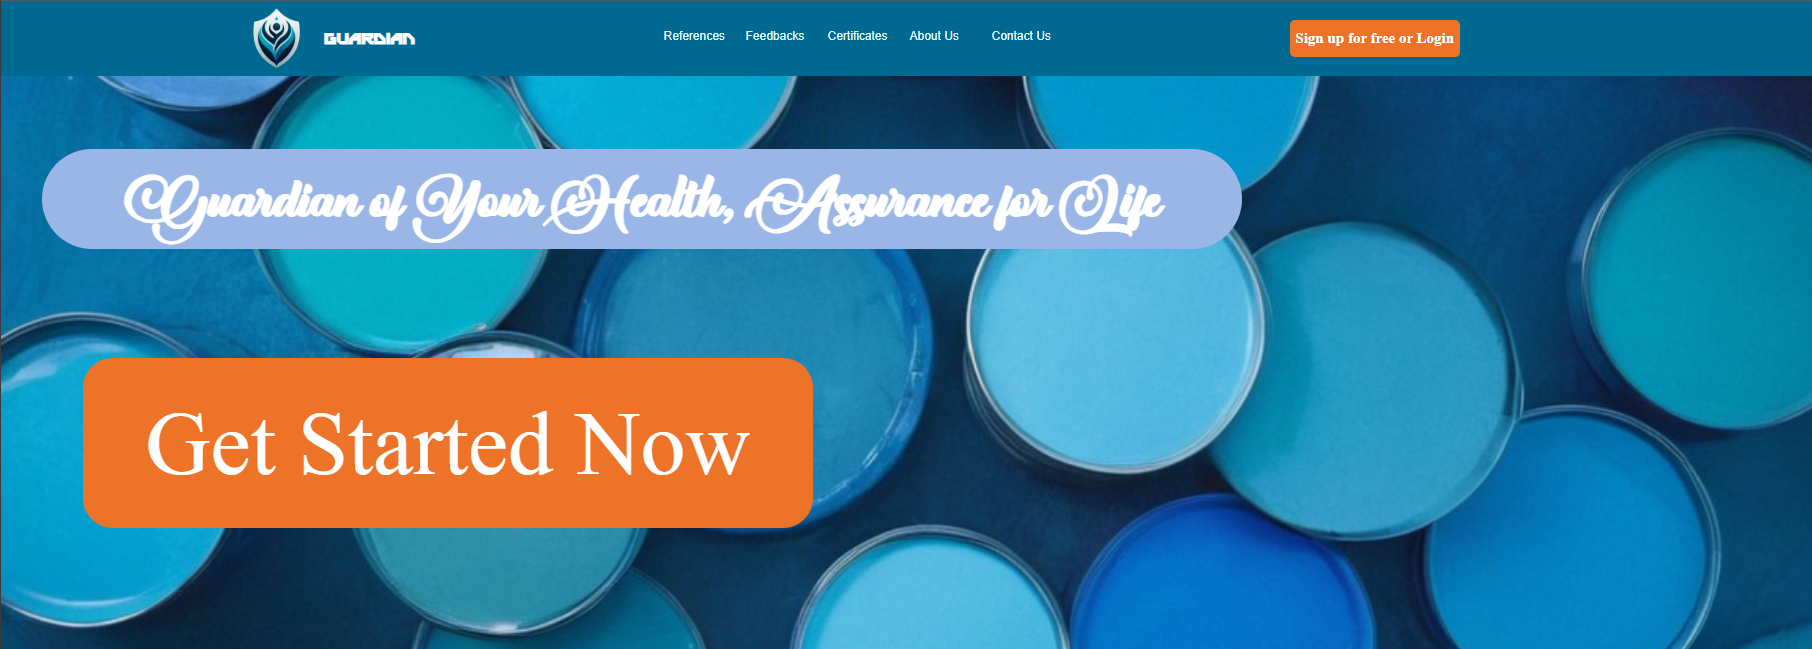 GUARDIAN
References Feedbacks Certificates About Us Contact Us
Sign up for free or Login
Guardian of Your Health, Assurance for Life
Get Started Now